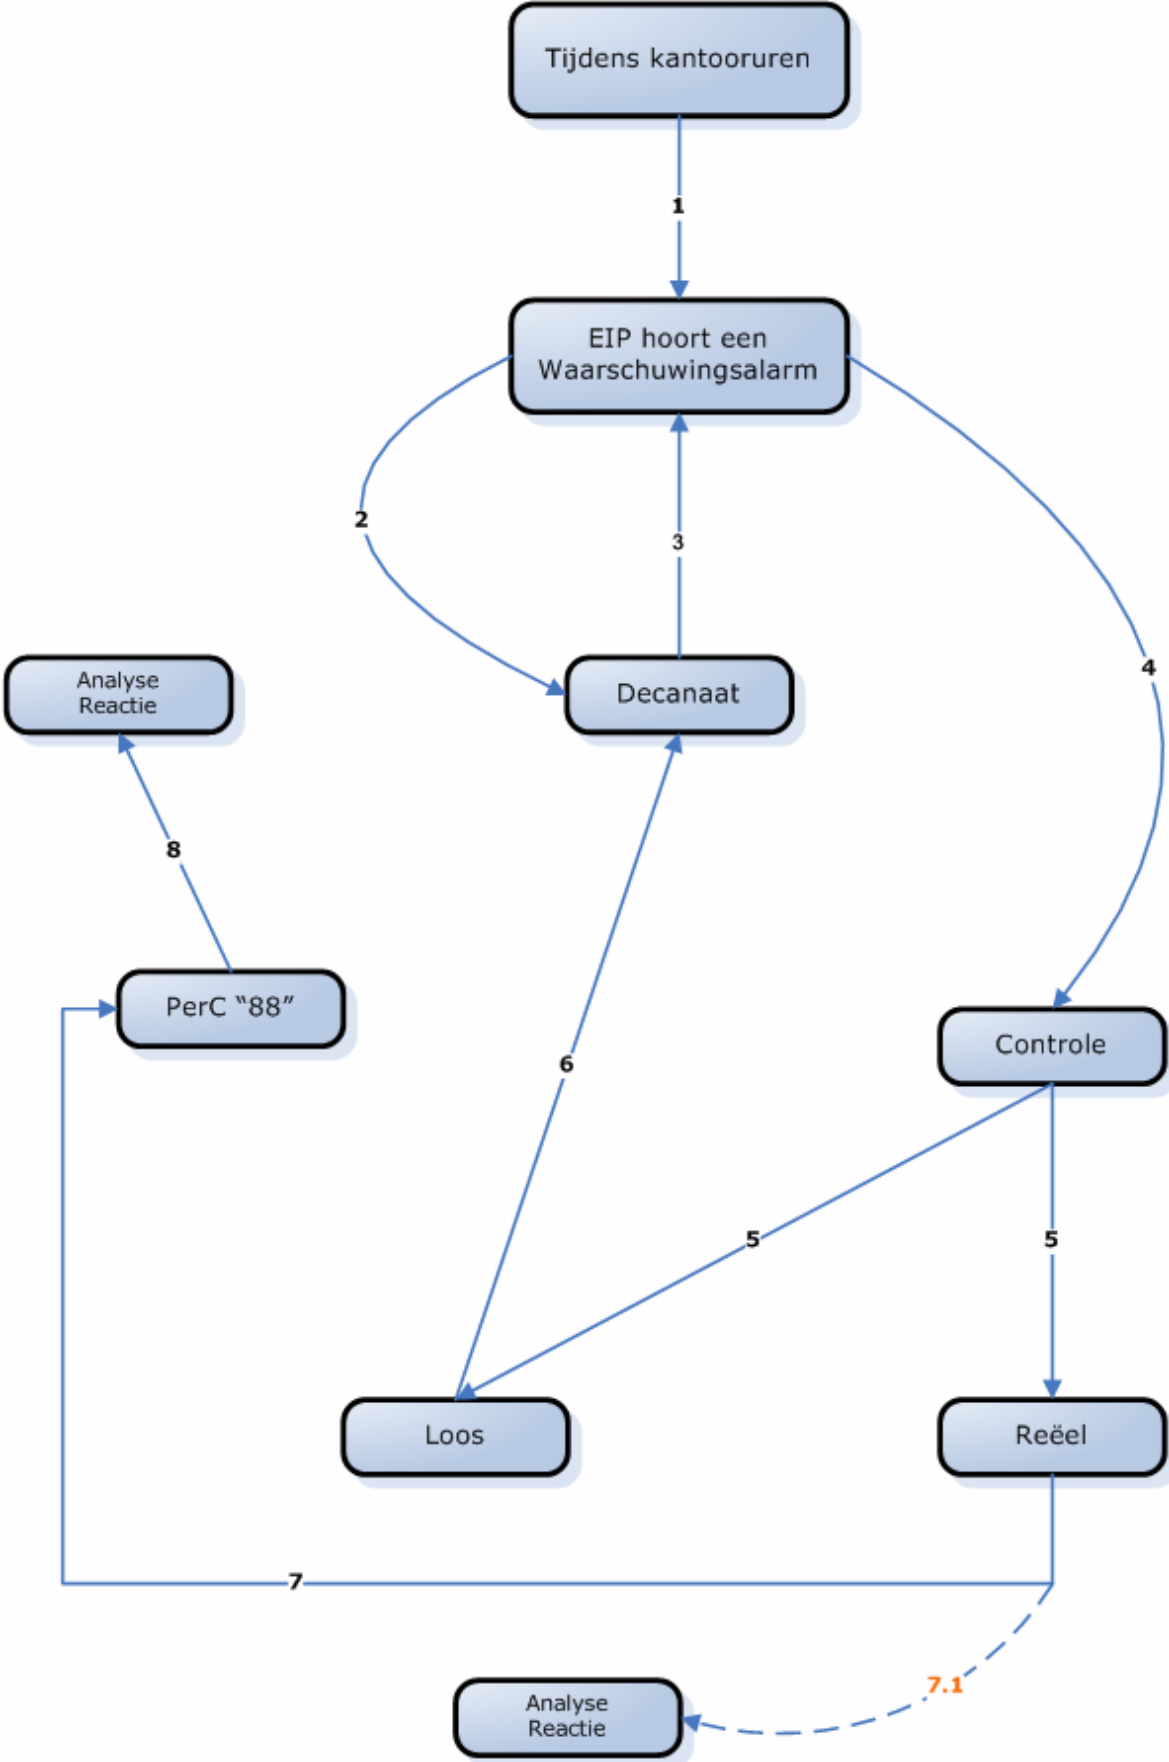 Tijdens kantooruren
1
EIP hoort een
Waarschuwingsalarm
2
3
4
Analyse
Reactie
Decanaat
8
PerC “88”
6
Controle
5
5
Loos
Reëel
7
7.1
Analyse
Reactie